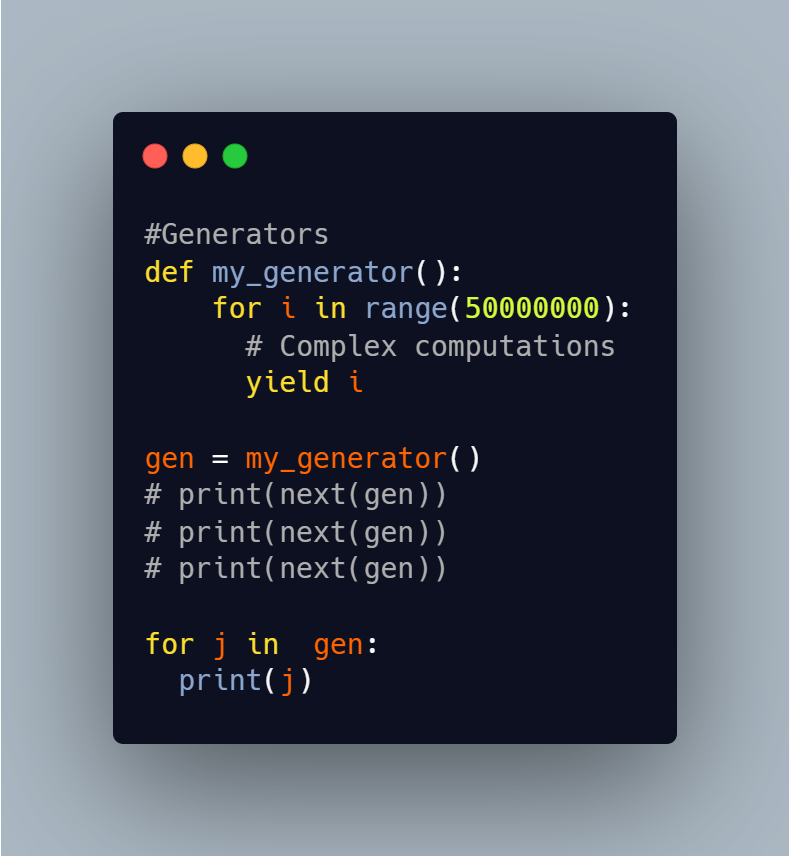 #Generators
def my_generator():
    for i in range(50000000):
      # Complex computations
      yield i

gen = my_generator()
# print(next(gen))
# print(next(gen))
# print(next(gen))

for j in  gen:
  print(j)